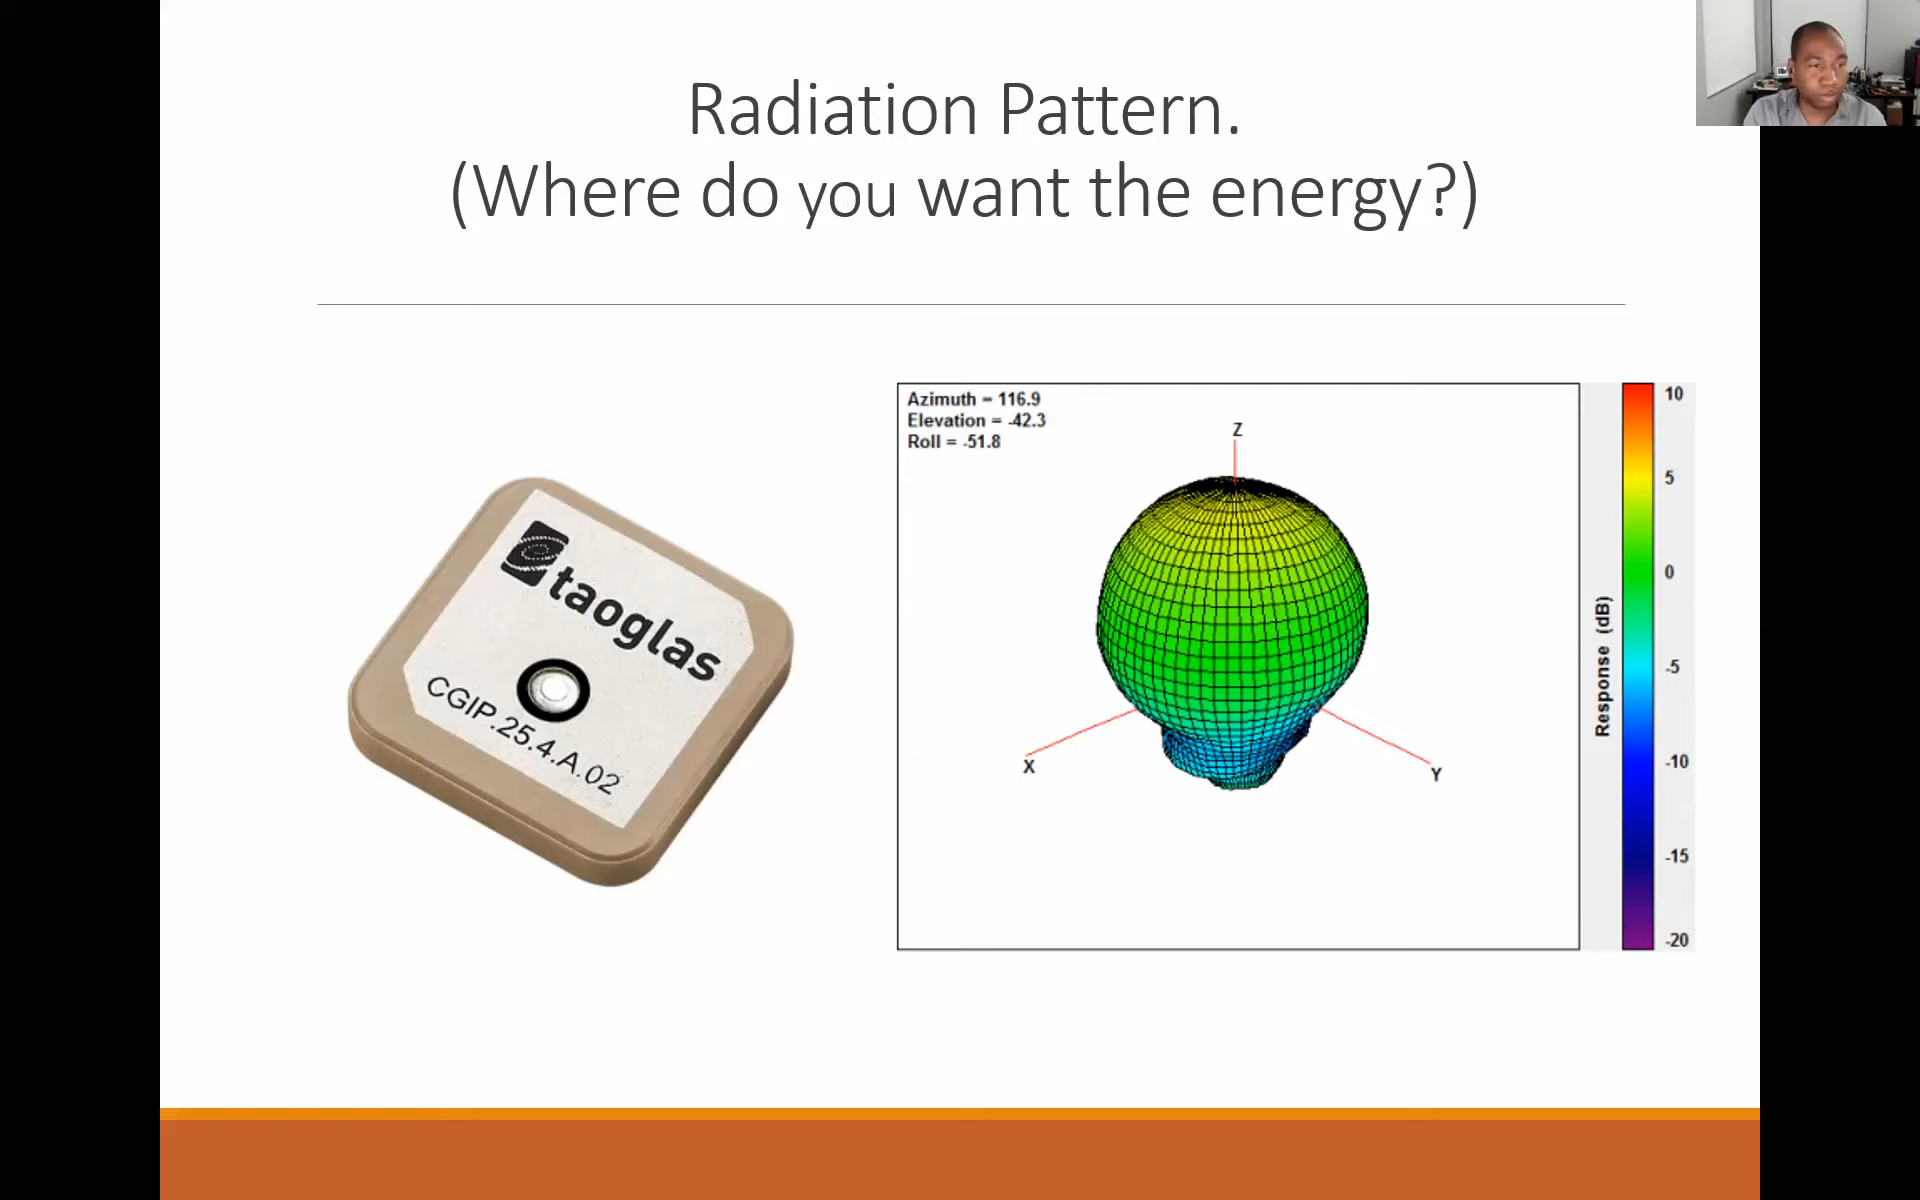 Radiation Pattern.
(Where do you want the energy?)
taoglas
CGIP.25.4.A.02
Azimuth = 116.9
Elevation = -42.3
Roll = -51.8
Z
X
Y
Response (dB)
10
5
0
-5
-10
-15
-20